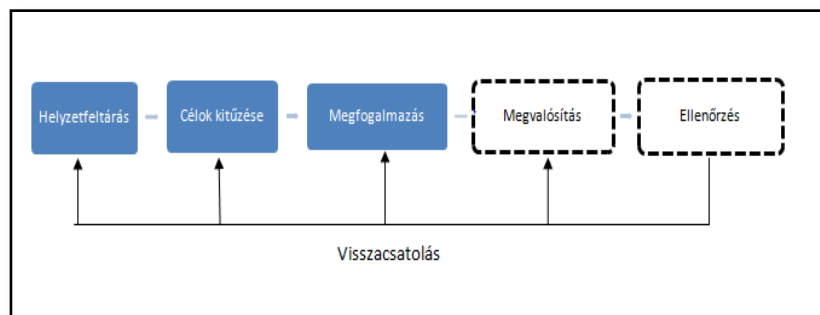 Helyzetfeltárás
Célok kitűzése
Megfogalmazás
Megvalósítás
Ellenőrzés
Visszacsatolás